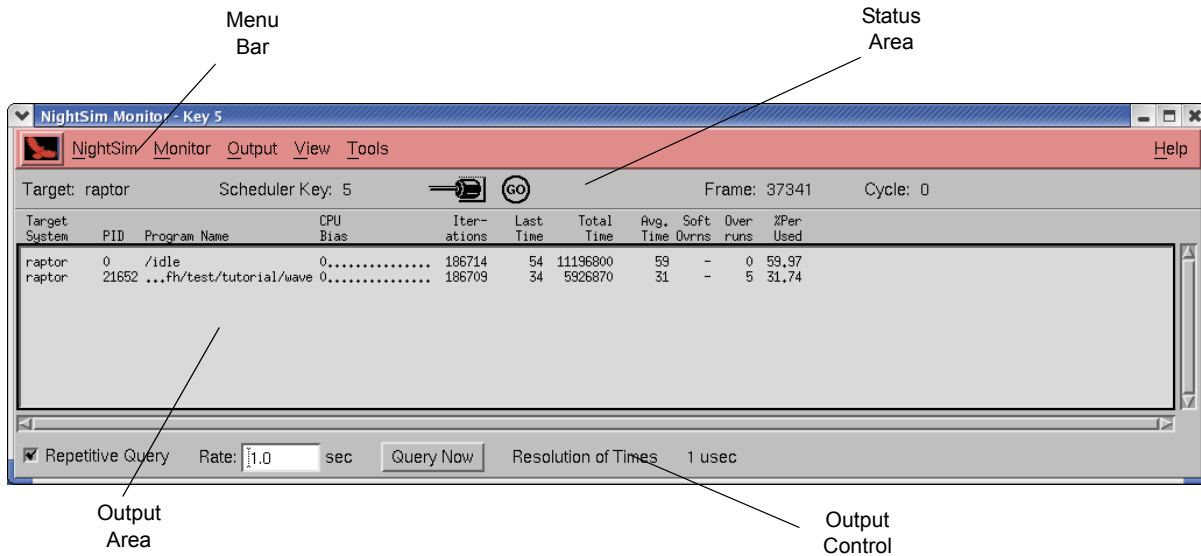 Menu
Bar
Status
Area
NightSim Monitor - Key 5
NightSim Monitor Output View Tools Help
Target: raptor Scheduler Key: 5 GO Frame: 37341 Cycle: 0
Target CPU Iter- Last Total Avg. Soft Over %Per
System PID Program Name Bias ations Time Time Time Ovrns runs Used
raptor 0 /idle 0............... 186714 54 11196800 59 - 0 59.97
raptor 21652 ...fh/test/tutorial/wave 0............... 186709 34 5926870 31 - 5 31.74
Repetitive Query Rate: 1.0 sec Query Now Resolution of Times 1 usec
Output
Area
Output
Control